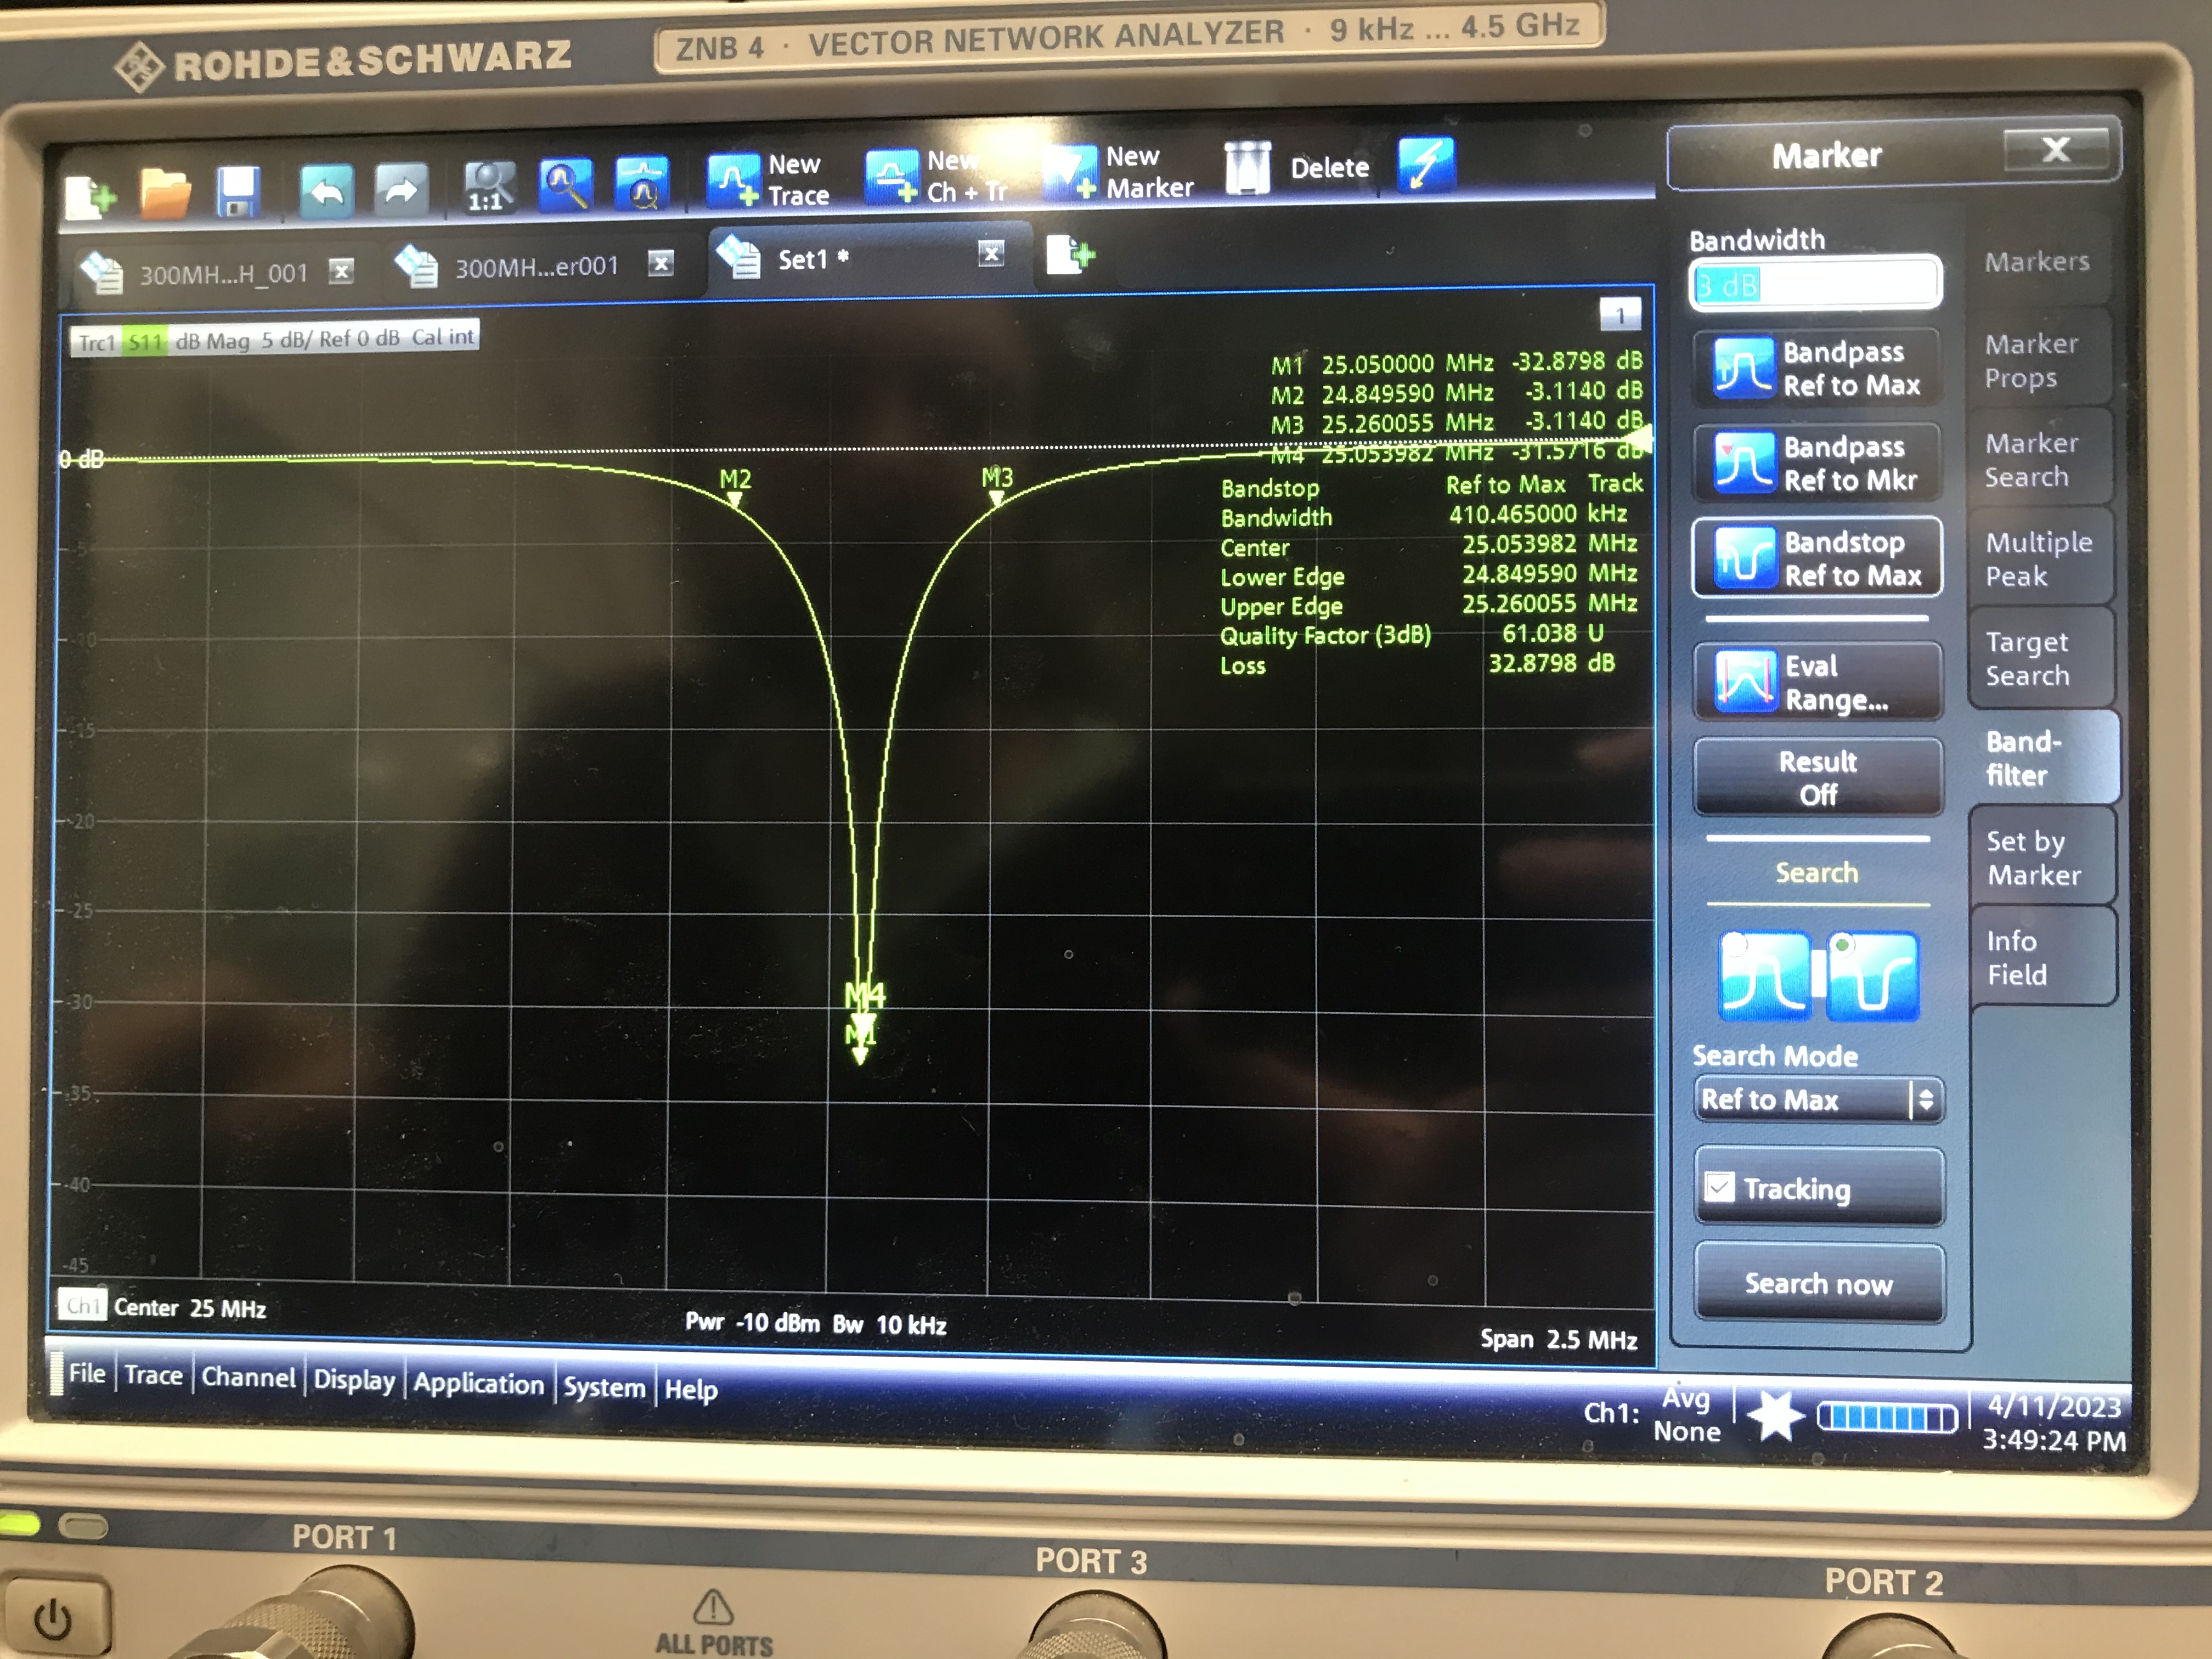 ROHDE&SCHWARZ
ZNB 4 · VECTOR NETWORK ANALYZER · 9 kHz ... 4.5 GHz
1:1
New Trace
New Ch + Tr
New Marker
Delete
300MH...H_001
300MH...er001
Set1 *
Trc1 S11 dB Mag 5 dB/ Ref 0 dB Cal int
1
M1 25.050000 MHz -32.8798 dB
M2 24.849590 MHz -3.1140 dB
M3 25.260055 MHz -3.1140 dB
M4 25.053982 MHz -31.5716 dB
Bandstop Ref to Max Track
Bandwidth 410.465000 kHz
Center 25.053982 MHz
Lower Edge 24.849590 MHz
Upper Edge 25.260055 MHz
Quality Factor (3dB) 61.038 U
Loss 32.8798 dB
0 dB
M2
M3
-5
-10
-15
-20
-25
-30
-35
-40
-45
M4
M1
Ch1 Center 25 MHz
Pwr -10 dBm Bw 10 kHz
Span 2.5 MHz
File
Trace
Channel
Display
Application
System
Help
Ch1:
Avg
None
4/11/2023
3:49:24 PM
Marker
X
Bandwidth
3 dB
Bandpass
Ref to Max
Bandpass
Ref to Mkr
Bandstop
Ref to Max
Eval
Range...
Result
Off
Search
Search Mode
Ref to Max
Tracking
Search now
Markers
Marker
Props
Marker
Search
Multiple
Peak
Target
Search
Band-
filter
Set by
Marker
Info
Field
PORT 1
ALL PORTS
PORT 3
PORT 2